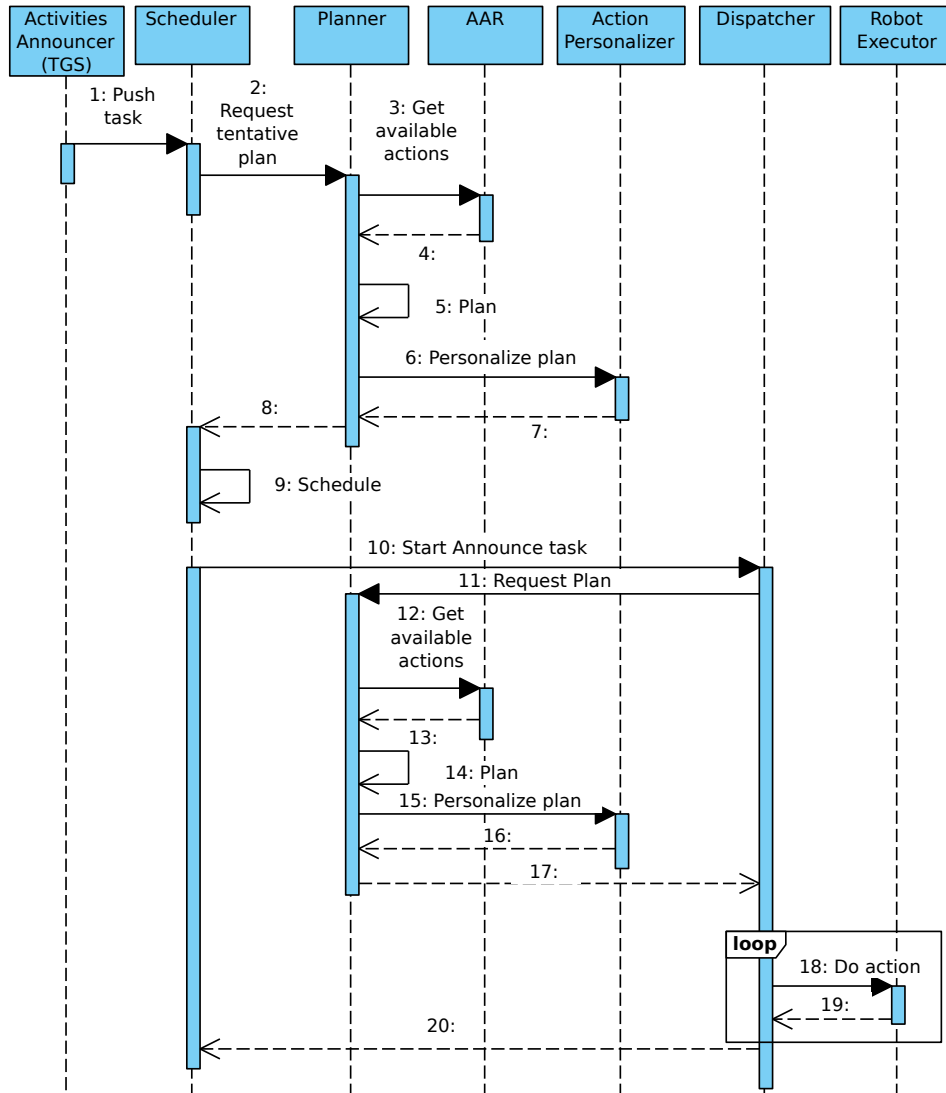 Activities
Announcer
(TGS)
Scheduler
Planner
AAR
Action
Personalizer
Dispatcher
Robot
Executor
1: Push
task
2:
Request
tentative
plan
3: Get
available
actions
4:
5: Plan
6: Personalize plan
7:
8:
9: Schedule
10: Start Announce task
11: Request Plan
12: Get
available
actions
13:
14: Plan
15: Personalize plan
16:
17:
loop
18: Do action
19:
20: